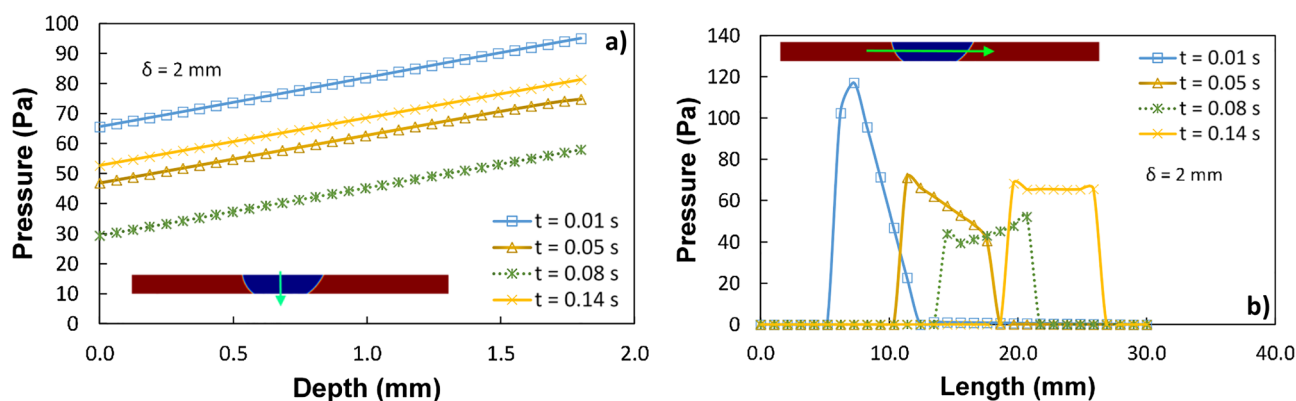 100
90
80
70
60
50
40
30
20
10
0
Pressure (Pa)
a)
δ = 2 mm
t = 0.01 s
t = 0.05 s
t = 0.08 s
t = 0.14 s
0.0 0.5 1.0 1.5 2.0
Depth (mm)
140
120
100
80
60
40
20
0
Pressure (Pa)
t = 0.01 s
t = 0.05 s
t = 0.08 s
t = 0.14 s
δ = 2 mm
b)
0.0 10.0 20.0 30.0 40.0
Length (mm)